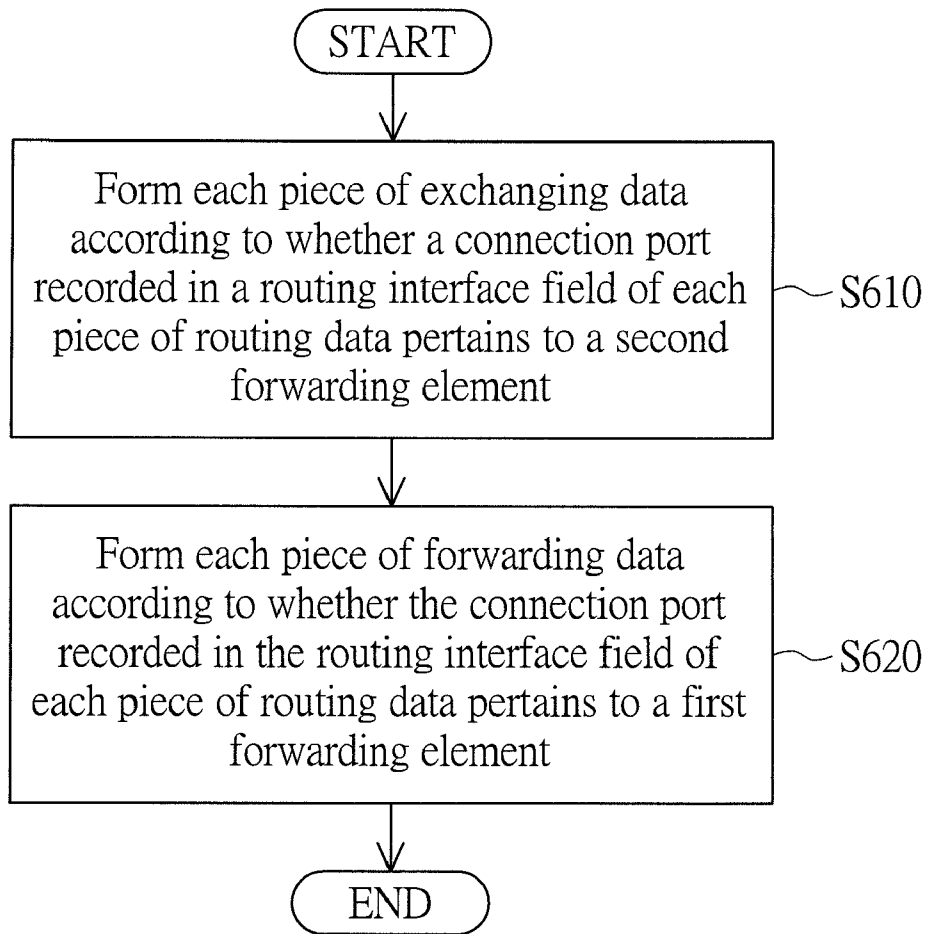 START
Form each piece of exchanging data
according to whether a connection port
recorded in a routing interface field of each
piece of routing data pertains to a second
forwarding element
S610
Form each piece of forwarding data
according to whether the connection port
recorded in the routing interface field of
each piece of routing data pertains to a first
forwarding element
S620
END